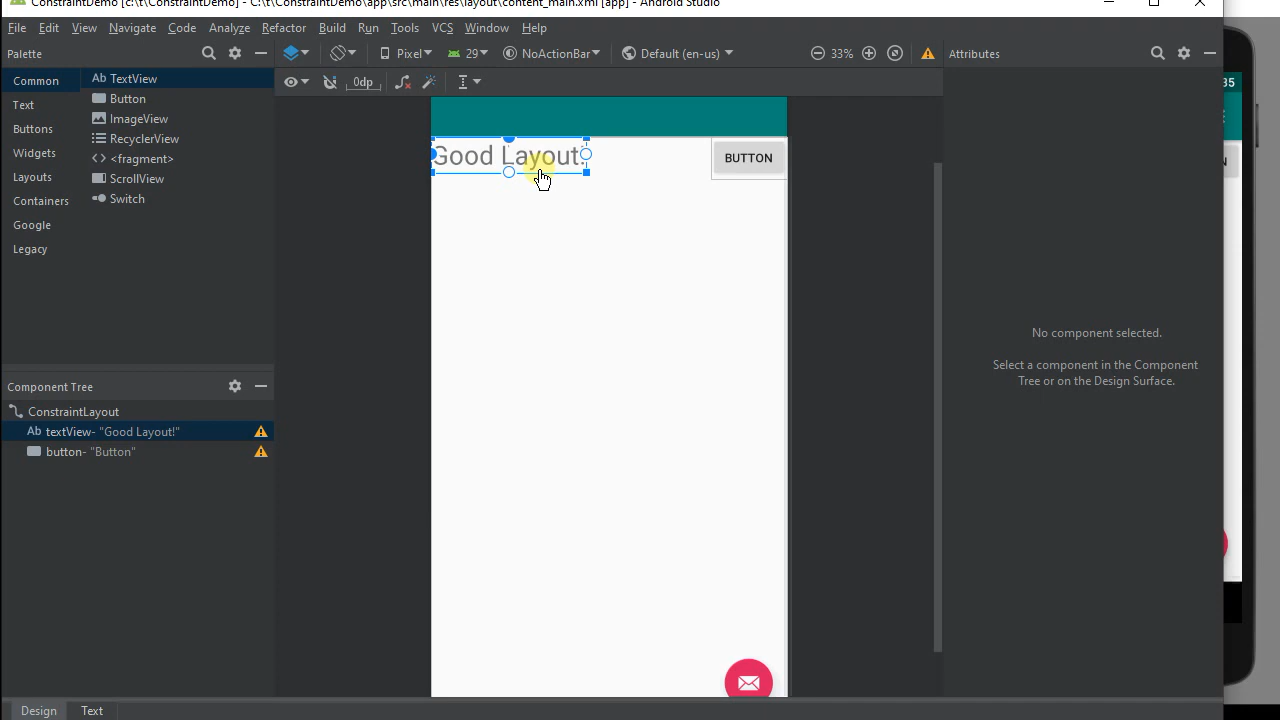 ConstraintDemo [c:\t\ConstraintDemo] - C:\t\ConstraintDemo\app\src\main\res\layout\content_main.xml [app] - Android Studio
File Edit View Navigate Code Analyze Refactor Build Run Tools VCS Window Help
Palette
Pixel 29 NoActionBar Default (en-us) 33% Attributes
Common
Text
Buttons
Widgets
Layouts
Containers
Google
Legacy
Ab TextView
Button
ImageView
RecyclerView
<fragment>
ScrollView
Switch
0dp
Good Layout!
BUTTON
No component selected.
Select a component in the Component
Tree or on the Design Surface.
Component Tree
ConstraintLayout
Ab textView- "Good Layout!"
button- "Button"
Design Text
35
N